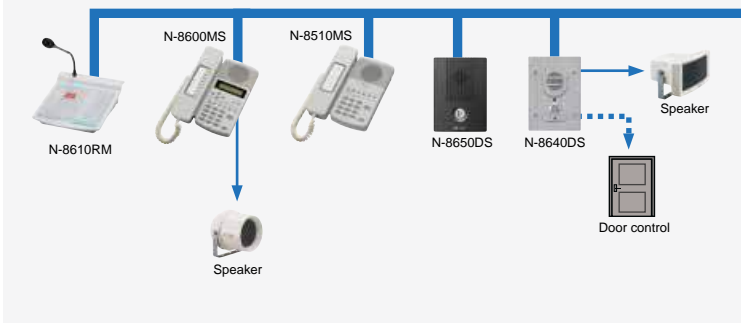 N-8600MS
N-8510MS
Speaker
N-8610RM
N-8650DS
N-8640DS
Door control
Speaker